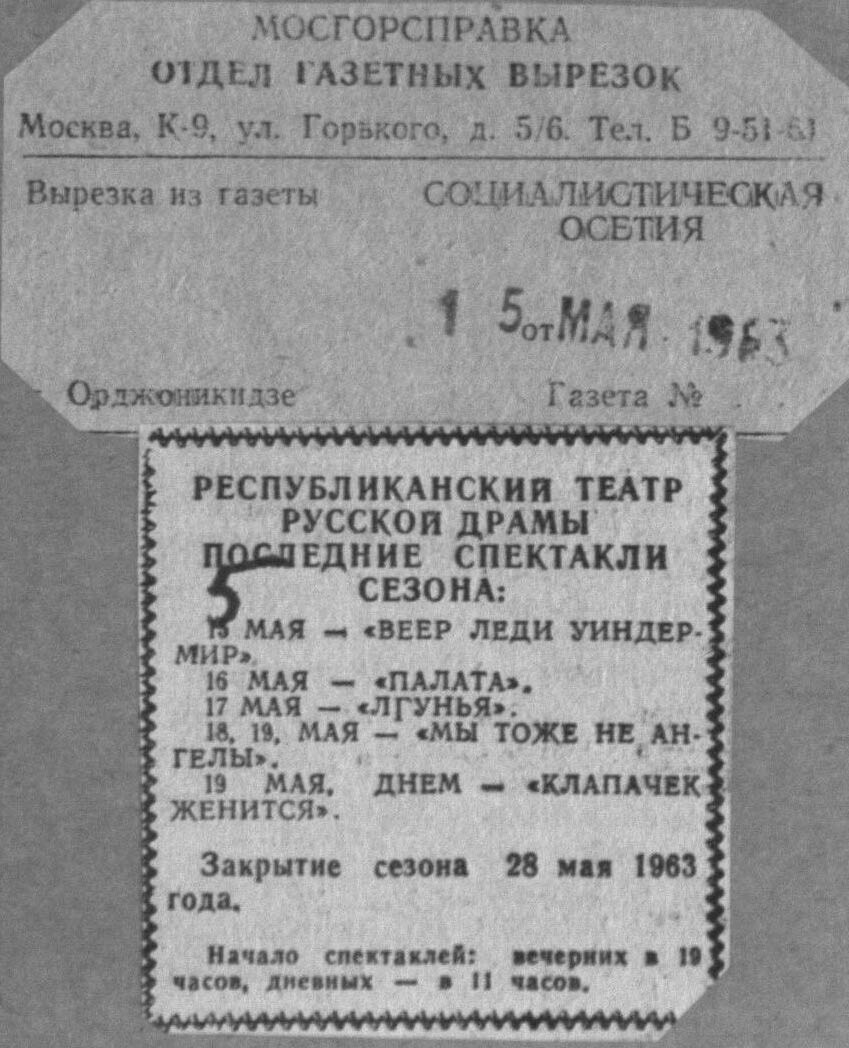 МОСГОРСПРАВКА
ОТДЕЛ ГАЗЕТНЫХ ВЫРЕЗОК
Москва, К-9, ул. Горького, д. 5/6. Тел. Б 9-51-61
Вырезка из газеты СОЦИАЛИСТИЧЕСКАЯ
ОСЕТИЯ
15 от МАЯ 1963
Орджоникидзе Газета №
РЕСПУБЛИКАНСКИЙ ТЕАТР
РУССКОЙ ДРАМЫ
ПОСЛЕДНИЕ СПЕКТАКЛИ
СЕЗОНА:
5
15 МАЯ — «ВЕЕР ЛЕДИ УИНДЕР-
МИР».
16 МАЯ — «ПАЛАТА».
17 МАЯ — «ЛГУНЬЯ».
18, 19, МАЯ — «МЫ ТОЖЕ НЕ АН-
ГЕЛЫ».
19 МАЯ, ДНЕМ — «КЛАПАЧЕК
ЖЕНИТСЯ».
Закрытие сезона 28 мая 1963
года.
Начало спектаклей: вечерних в 19
часов, дневных — в 11 часов.